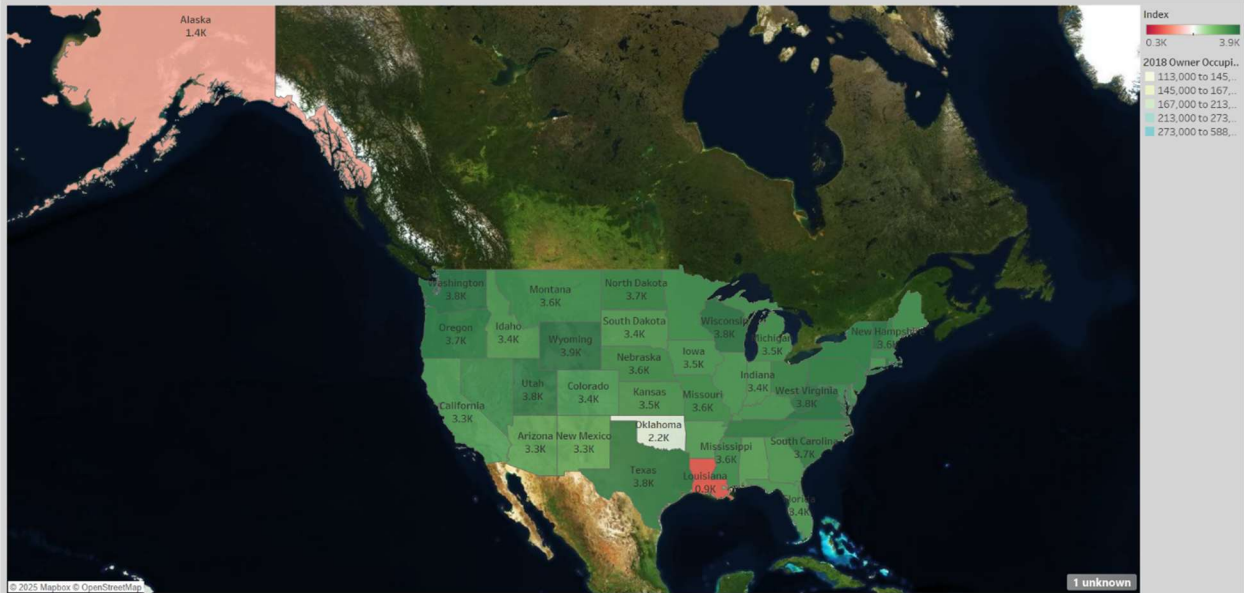 Alaska
1.4K
Index
0.3K 3.9K
2018 Owner Occupi..
113,000 to 145,..
145,000 to 167,..
167,000 to 213,..
213,000 to 273,..
273,000 to 588,..
Washington
3.8K
Montana
3.6K
North Dakota
3.7K
Oregon
3.7K
Idaho
3.4K
South Dakota
3.4K
Wisconsin
3.8K
Michigan
3.5K
New Hampshire
3.6K
Wyoming
3.9K
Nebraska
3.6K
Iowa
3.5K
Utah
3.8K
Colorado
3.4K
Kansas
3.5K
Missouri
3.6K
Indiana
3.4K
West Virginia
3.8K
California
3.3K
Arizona
3.3K
New Mexico
3.3K
Oklahoma
2.2K
Mississippi
3.6K
South Carolina
3.7K
Texas
3.8K
Louisiana
0.9K
Florida
3.4K
© 2025 Mapbox © OpenStreetMap
1 unknown